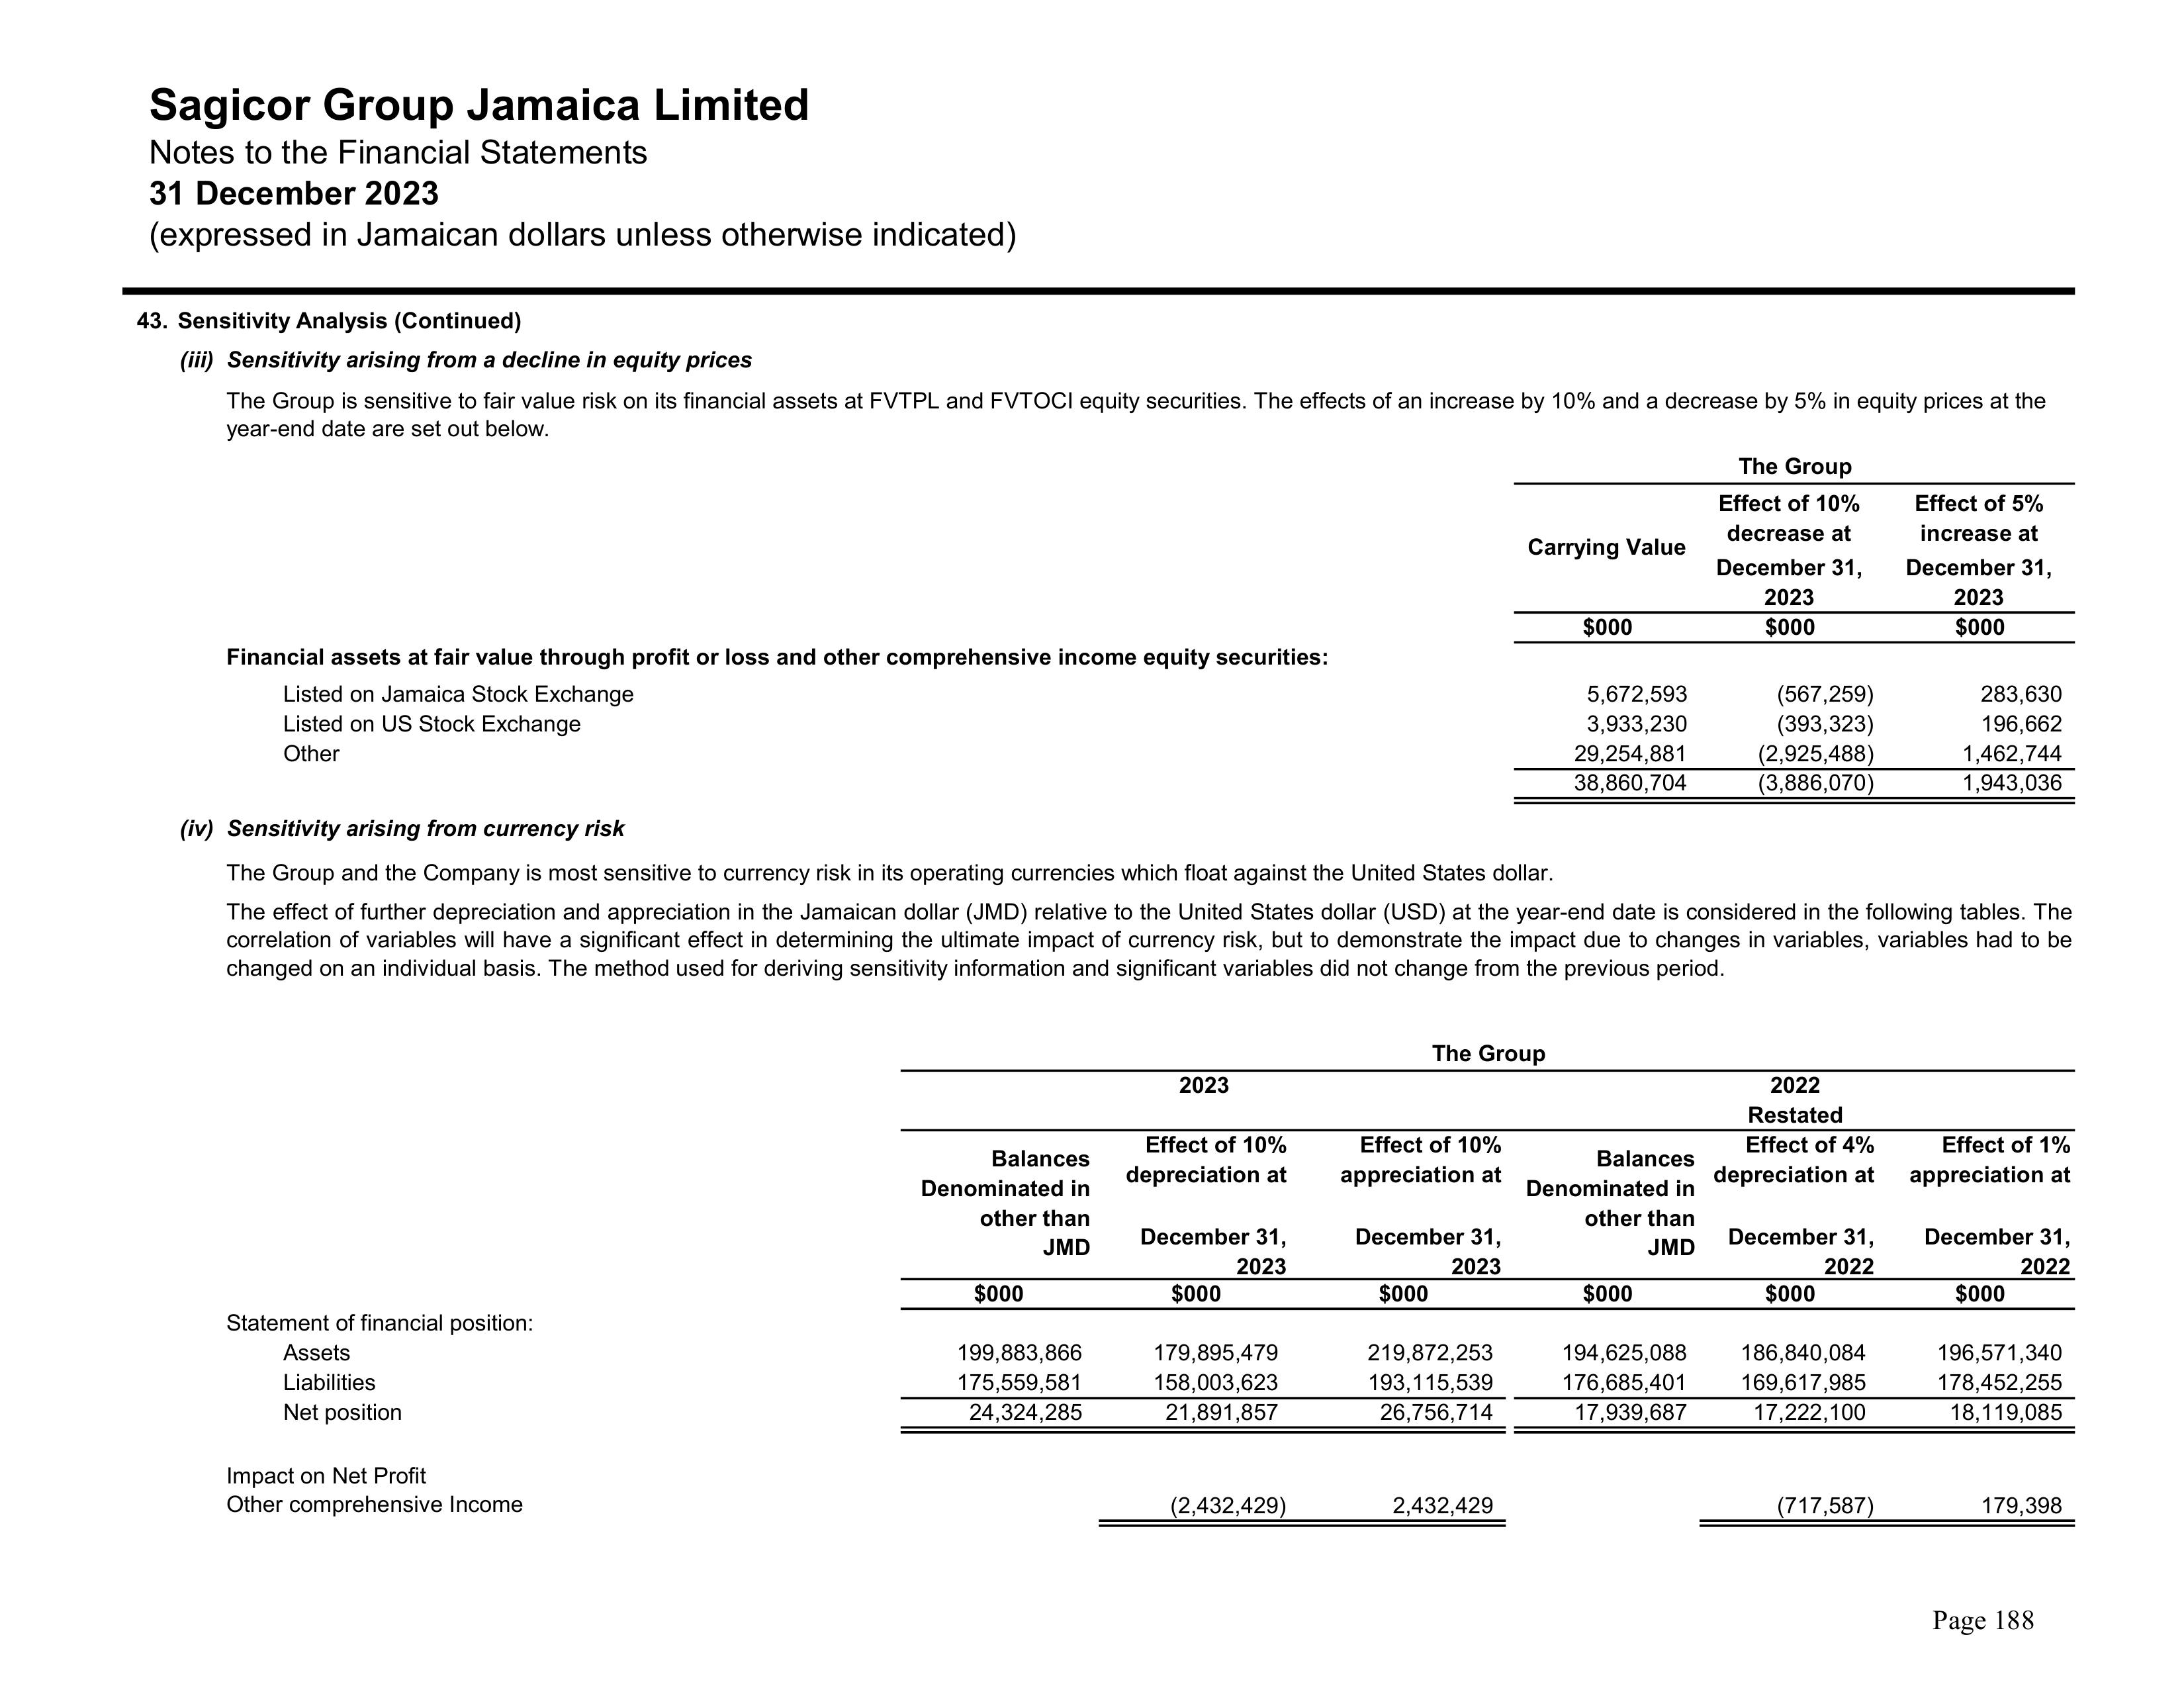 Sagicor Group Jamaica Limited
Notes to the Financial Statements
31 December 2023
(expressed in Jamaican dollars unless otherwise indicated)
43. Sensitivity Analysis (Continued)
(iii) Sensitivity arising from a decline in equity prices
The Group is sensitive to fair value risk on its financial assets at FVTPL and FVTOCI equity securities. The effects of an increase by 10% and a decrease by 5% in equity prices at the
year-end date are set out below.
The Group
Carrying Value Effect of 10% decrease at December 31, 2023 Effect of 5% increase at December 31, 2023
$000 $000 $000
Financial assets at fair value through profit or loss and other comprehensive income equity securities:
Listed on Jamaica Stock Exchange 5,672,593 (567,259) 283,630
Listed on US Stock Exchange 3,933,230 (393,323) 196,662
Other 29,254,881 (2,925,488) 1,462,744
38,860,704 (3,886,070) 1,943,036
(iv) Sensitivity arising from currency risk
The Group and the Company is most sensitive to currency risk in its operating currencies which float against the United States dollar.
The effect of further depreciation and appreciation in the Jamaican dollar (JMD) relative to the United States dollar (USD) at the year-end date is considered in the following tables. The
correlation of variables will have a significant effect in determining the ultimate impact of currency risk, but to demonstrate the impact due to changes in variables, variables had to be
changed on an individual basis. The method used for deriving sensitivity information and significant variables did not change from the previous period.
The Group
2023 2022
Restated
Balances Denominated in other than JMD Effect of 10% depreciation at December 31, 2023 Effect of 10% appreciation at December 31, 2023 Balances Denominated in other than JMD Effect of 4% depreciation at December 31, 2022 Effect of 1% appreciation at December 31, 2022
$000 $000 $000 $000 $000 $000
Statement of financial position:
Assets 199,883,866 179,895,479 219,872,253 194,625,088 186,840,084 196,571,340
Liabilities 175,559,581 158,003,623 193,115,539 176,685,401 169,617,985 178,452,255
Net position 24,324,285 21,891,857 26,756,714 17,939,687 17,222,100 18,119,085
Impact on Net Profit
Other comprehensive Income (2,432,429) 2,432,429 (717,587) 179,398
Page 188